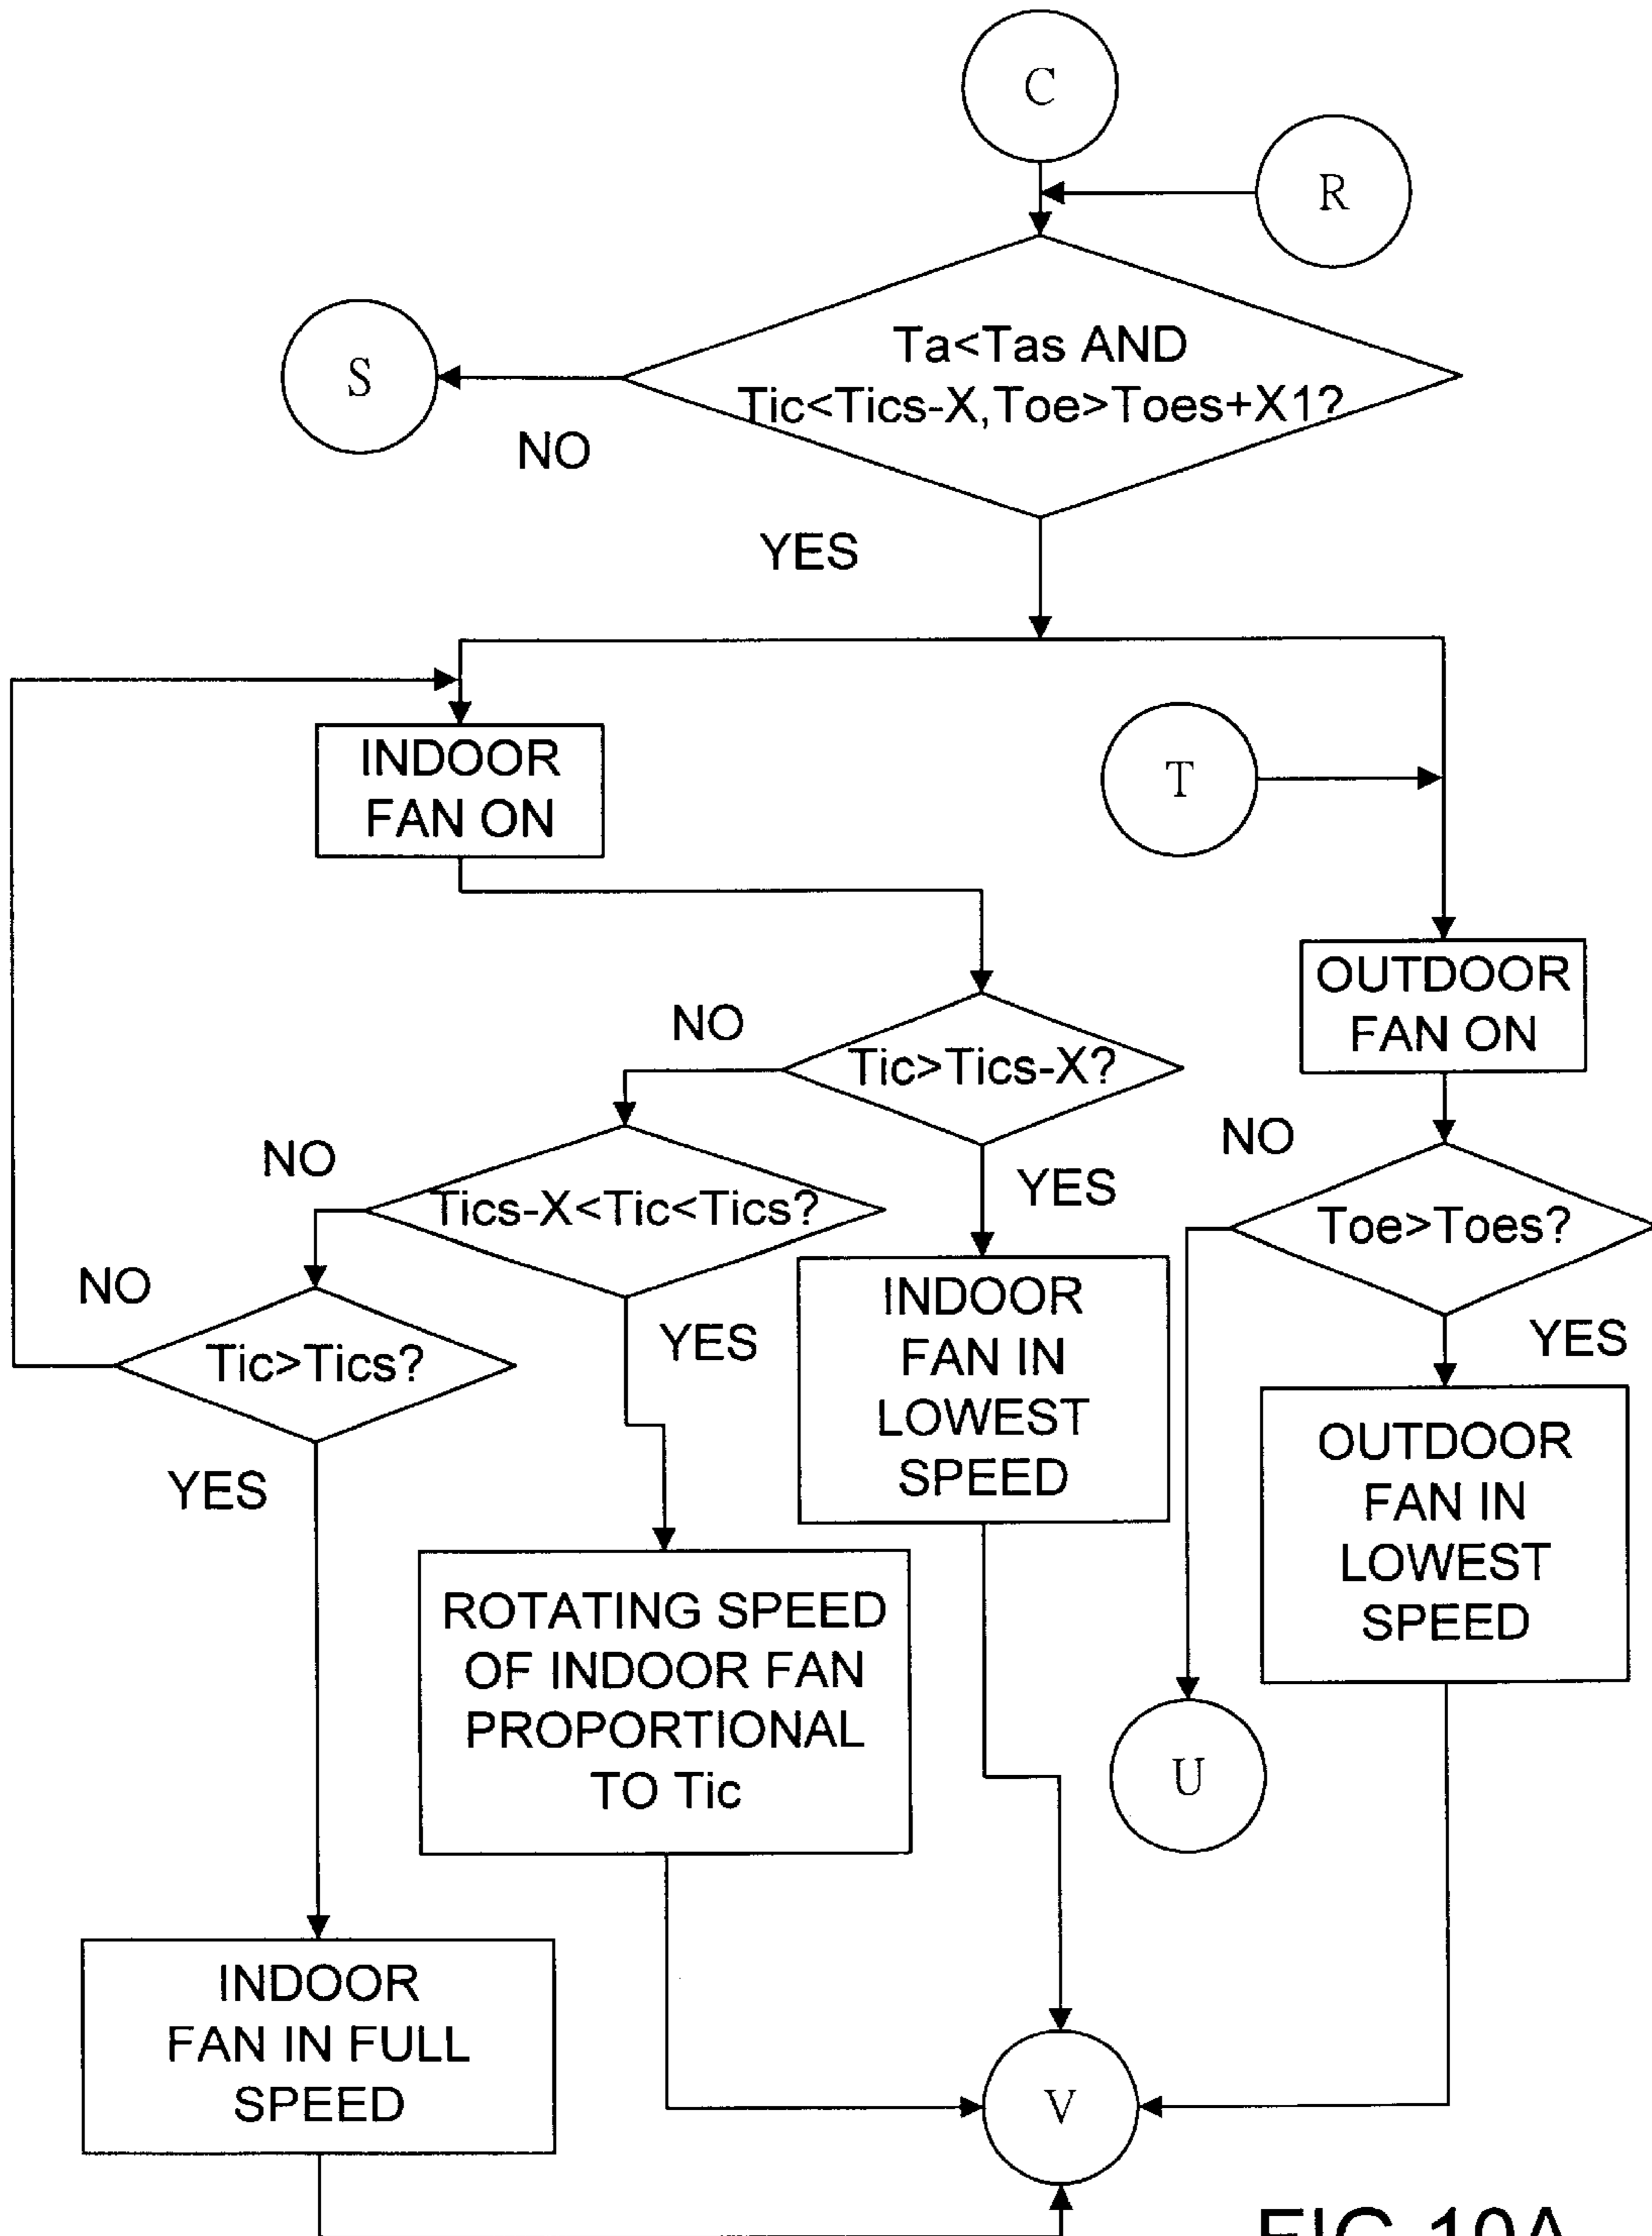 C
R
Ta<Tas AND
Tic<Tics-X,Toe>Toes+X1?
S
NO
YES
INDOOR
FAN ON
T
OUTDOOR
FAN ON
NO
Tic>Tics-X?
NO
Tics-X<Tic<Tics?
YES
NO
Toe>Toes?
NO
Tic>Tics?
YES
INDOOR
FAN IN
LOWEST
SPEED
YES
YES
OUTDOOR
FAN IN
LOWEST
SPEED
ROTATING SPEED
OF INDOOR FAN
PROPORTIONAL
TO Tic
U
INDOOR
FAN IN FULL
SPEED
V
FIG.10A